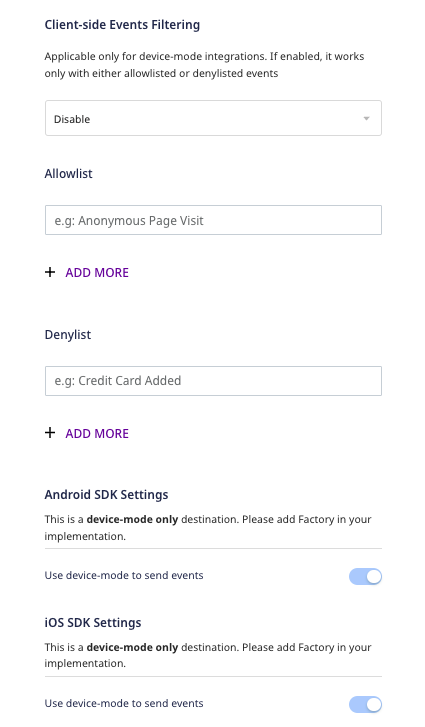 Client-side Events Filtering
Applicable only for device-mode integrations. If enabled, it works
only with either allowlisted or denylisted events
Disable
Allowlist
e.g: Anonymous Page Visit
+ ADD MORE
Denylist
e.g: Credit Card Added
+ ADD MORE
Android SDK Settings
This is a device-mode only destination. Please add Factory in your
implementation.
Use device-mode to send events
iOS SDK Settings
This is a device-mode only destination. Please add Factory in your
implementation.
Use device-mode to send events